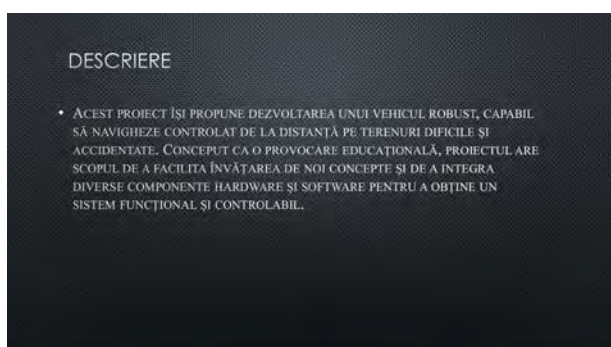 DESCRIERE
• Acest proiect își propune dezvoltarea unui vehicul robust, capabil
să navigheze controlat de la distanță pe terenuri dificile și
accidentate. Conceput ca o provocare educațională, proiectul are
scopul de a facilita învățarea de noi concepte și de a integra
diverse componente hardware și software pentru a obține un
sistem funcțional și controlabil.